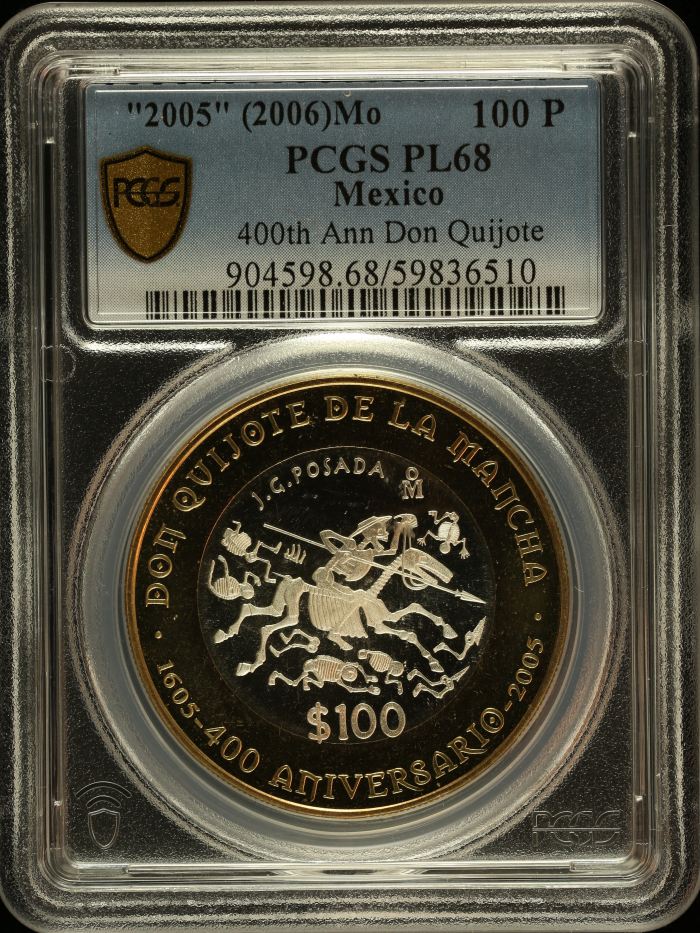 "2005" (2006)Mo 100 P
PCGS PL68
Mexico
400th Ann Don Quijote
904598.68/59836510
PCGS
DON QUIJOTE DE LA MANCHA
J.G.POSADA
oM
$100
· 1605-400 ANIVERSARIO-2005 ·
PCGS